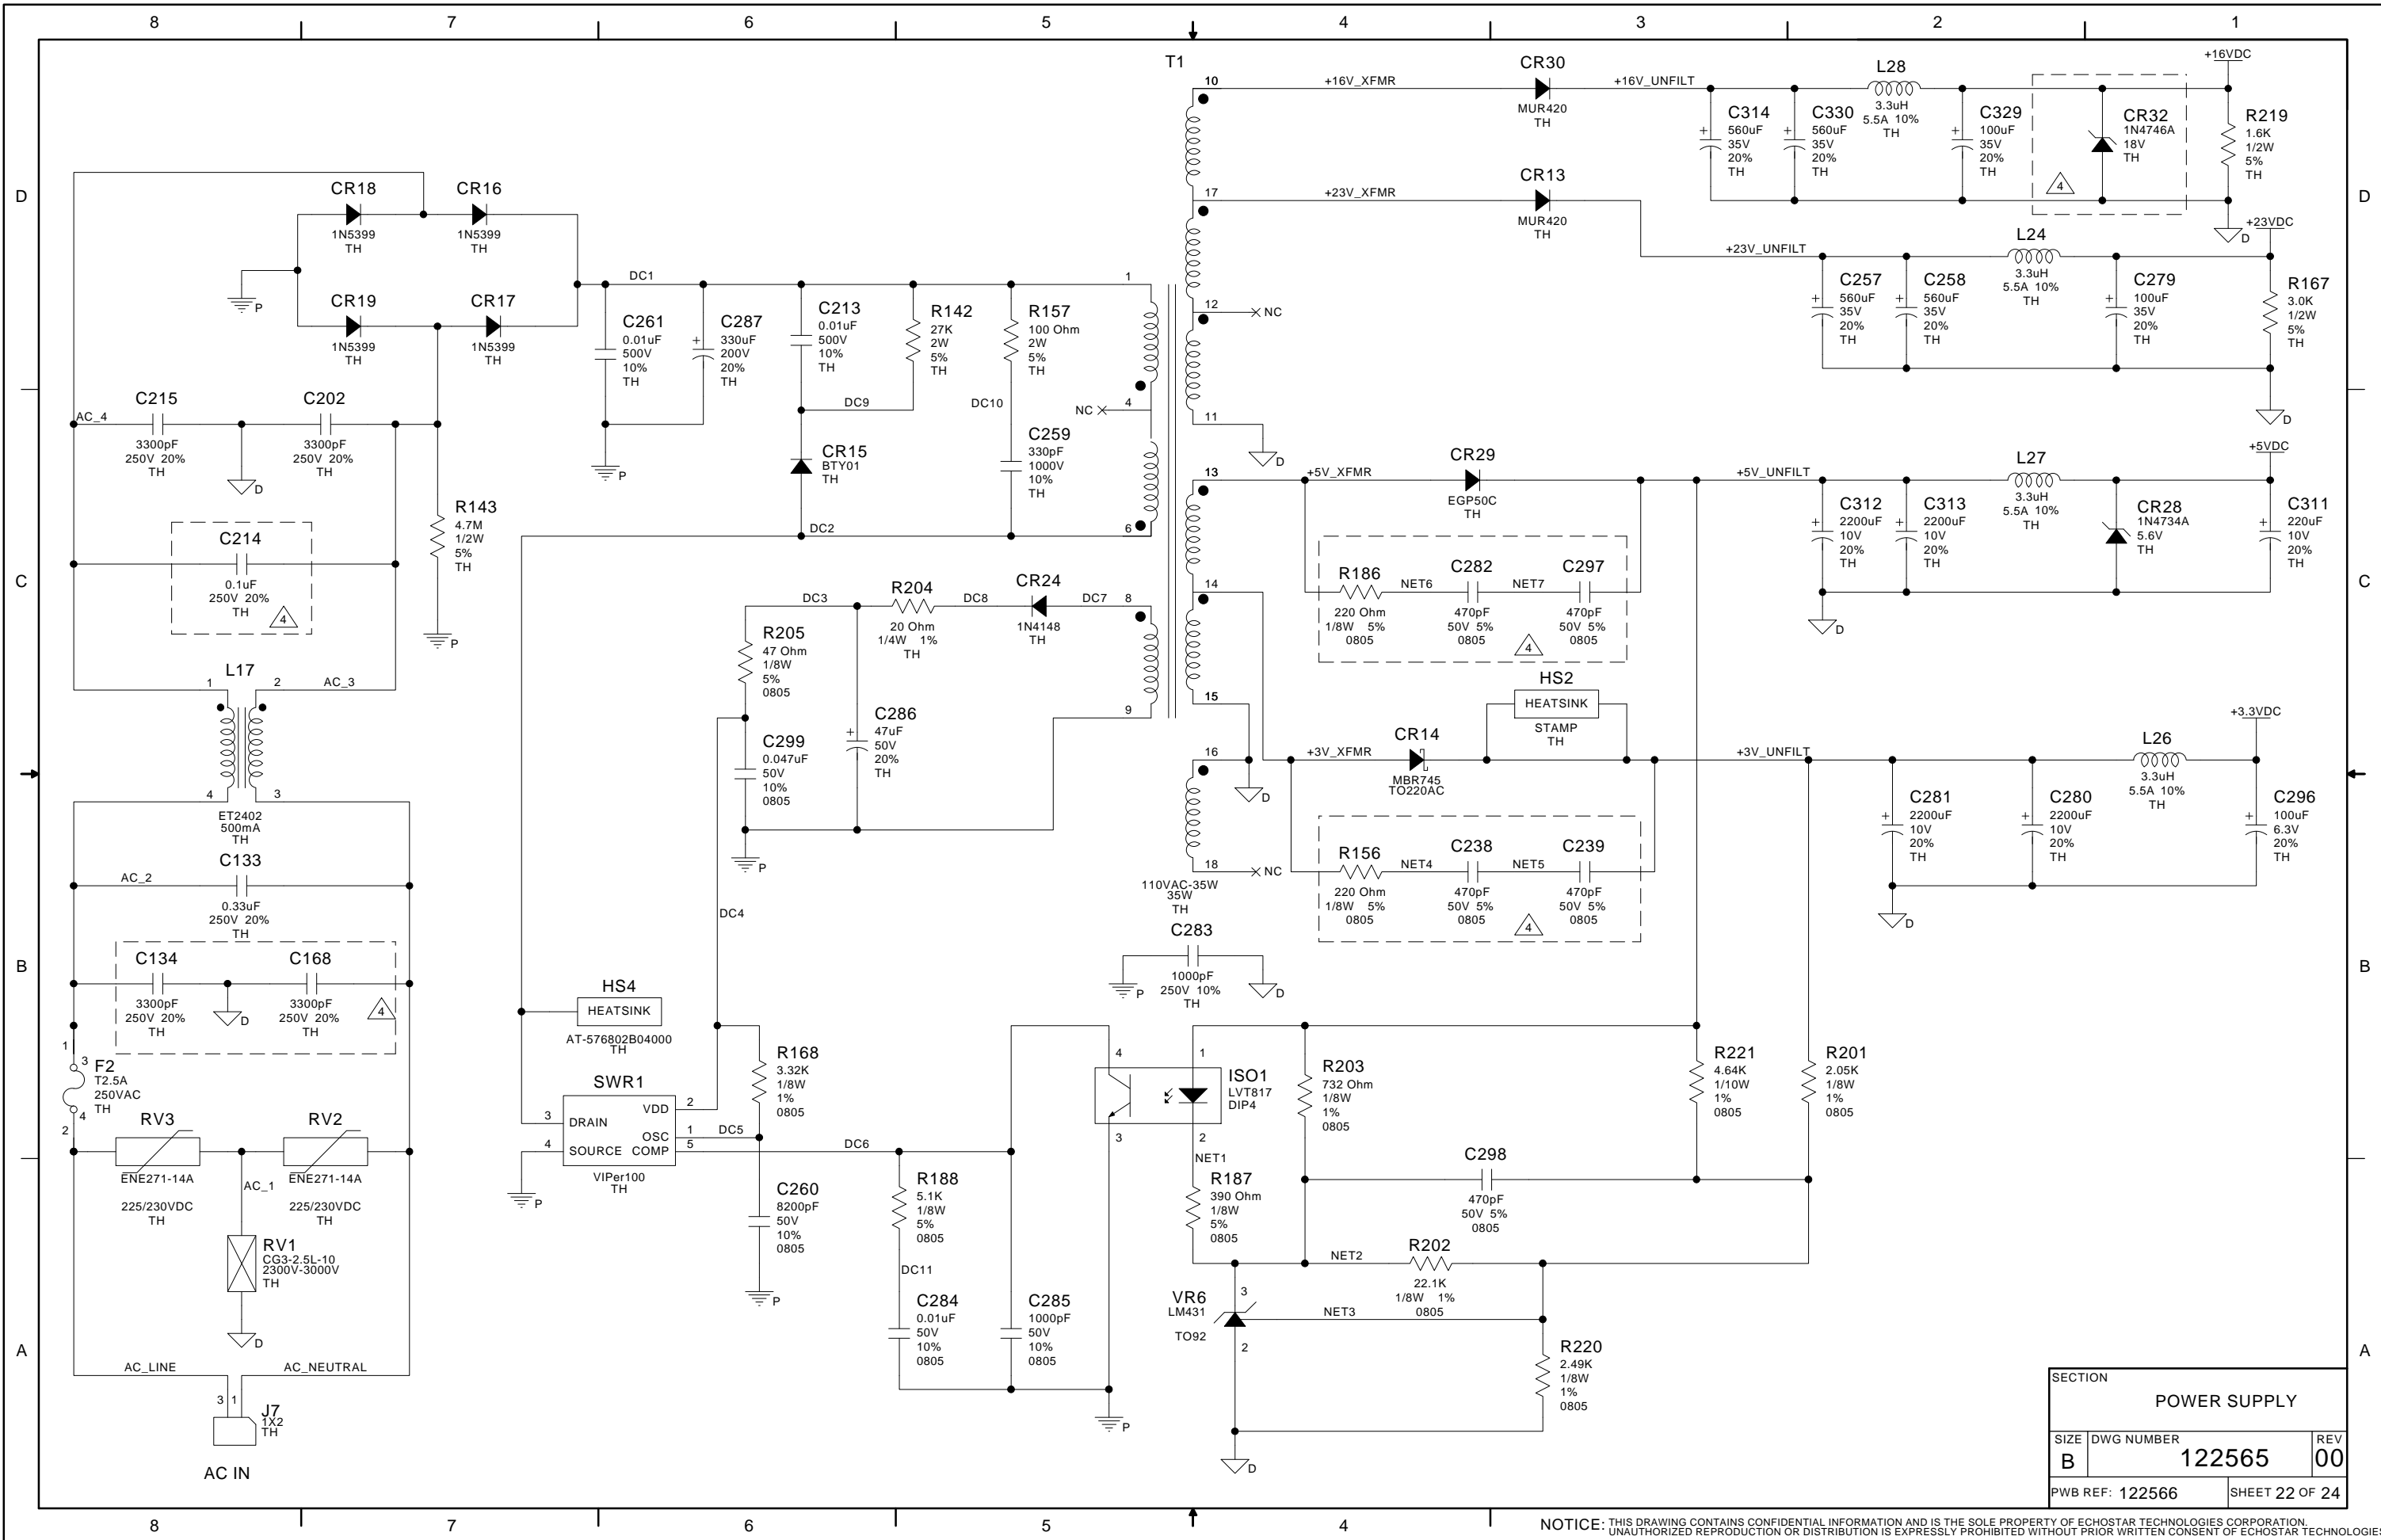 8 7 6 5 4 3 2 1
D
C
B
A
D
C
B
A
T1
CR18
1N5399
TH
CR16
1N5399
TH
CR19
1N5399
TH
CR17
1N5399
TH
P
DC1
C261
0.01uF
500V
10%
TH
C287
330uF
200V
20%
TH
P
C213
0.01uF
500V
10%
TH
R142
27K
2W
5%
TH
R157
100 Ohm
2W
5%
TH
DC9
DC10
CR15
BTY01
TH
C259
330pF
1000V
10%
TH
DC2
1
NC
4
6
8
9
AC_4
C215
3300pF
250V 20%
TH
C202
3300pF
250V 20%
TH
D
C214
0.1uF
250V 20%
TH
4
R143
4.7M
1/2W
5%
TH
P
L17
1 2
AC_3
4 3
ET2402
500mA
TH
C133
AC_2
0.33uF
250V 20%
TH
C134
3300pF
250V 20%
TH
C168
3300pF
250V 20%
TH
D
4
1
3
F2
T2.5A
250VAC
TH
4
2
RV3
ENE271-14A
225/230VDC
TH
RV2
ENE271-14A
225/230VDC
TH
AC_1
RV1
CG3-2.5L-10
2300V-3000V
TH
D
AC_LINE
AC_NEUTRAL
3 1
J7
1X2
TH
AC IN
DC3
R204
20 Ohm
1/4W 1%
TH
DC8
CR24
1N4148
TH
DC7
R205
47 Ohm
1/8W
5%
0805
C299
0.047uF
50V
10%
0805
C286
47uF
50V
20%
TH
P
DC4
HS4
HEATSINK
AT-576802B04000
TH
SWR1
3
DRAIN
VDD
2
OSC
1
DC5
4
SOURCE COMP
5
VIPer100
TH
P
R168
3.32K
1/8W
1%
0805
C260
8200pF
50V
10%
0805
P
DC6
R188
5.1K
1/8W
5%
0805
DC11
C284
0.01uF
50V
10%
0805
C285
1000pF
50V
10%
0805
P
10
17
12
NC
11
D
13
14
15
16
18
NC
D
110VAC-35W
35W
TH
C283
1000pF
250V 10%
TH
P
D
4
3
1
2
ISO1
LVT817
DIP4
NET1
R187
390 Ohm
1/8W
5%
0805
R203
732 Ohm
1/8W
1%
0805
C298
470pF
50V 5%
0805
R221
4.64K
1/10W
1%
0805
R201
2.05K
1/8W
1%
0805
NET2
R202
22.1K
1/8W 1%
0805
VR6
LM431
TO92
3
2
NET3
R220
2.49K
1/8W
1%
0805
D
+16V_XFMR
CR30
MUR420
TH
+16V_UNFILT
C314
560uF
35V
20%
TH
C330
560uF
35V
20%
TH
L28
3.3uH
5.5A 10%
TH
C329
100uF
35V
20%
TH
CR32
1N4746A
18V
TH
4
+16VDC
R219
1.6K
1/2W
5%
TH
D
+23V_XFMR
CR13
MUR420
TH
+23V_UNFILT
C257
560uF
35V
20%
TH
C258
560uF
35V
20%
TH
L24
3.3uH
5.5A 10%
TH
C279
100uF
35V
20%
TH
+23VDC
R167
3.0K
1/2W
5%
TH
D
+5V_XFMR
CR29
EGP50C
TH
+5V_UNFILT
C312
2200uF
10V
20%
TH
C313
2200uF
10V
20%
TH
L27
3.3uH
5.5A 10%
TH
CR28
1N4734A
5.6V
TH
+5VDC
C311
220uF
10V
20%
TH
D
R186
220 Ohm
1/8W 5%
0805
NET6
C282
470pF
50V 5%
0805
NET7
C297
470pF
50V 5%
0805
4
HS2
HEATSINK
STAMP
TH
+3V_XFMR
CR14
MBR745
TO220AC
+3V_UNFILT
R156
220 Ohm
1/8W 5%
0805
NET4
C238
470pF
50V 5%
0805
NET5
C239
470pF
50V 5%
0805
4
C281
2200uF
10V
20%
TH
C280
2200uF
10V
20%
TH
L26
3.3uH
5.5A 10%
TH
+3.3VDC
C296
100uF
6.3V
20%
TH
D
SECTION
POWER SUPPLY
SIZE
B
DWG NUMBER
122565
REV
00
PWB REF: 122566
SHEET 22 OF 24
8 7 6 5 4
NOTICE: THIS DRAWING CONTAINS CONFIDENTIAL INFORMATION AND IS THE SOLE PROPERTY OF ECHOSTAR TECHNOLOGIES CORPORATION.
UNAUTHORIZED REPRODUCTION OR DISTRIBUTION IS EXPRESSLY PROHIBITED WITHOUT PRIOR WRITTEN CONSENT OF ECHOSTAR TECHNOLOGIES